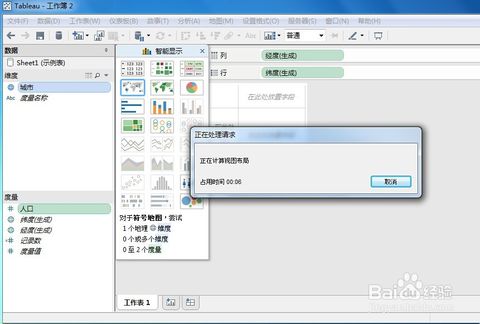 Tableau - 工作簿 2
文件(F) 数据(D) 工作表(W) 仪表板(B) 故事(T) 分析(A) 地图(M) 设置格式(O) 服务器(S) 窗口(N) 帮助(H)
普通
数据
Sheet1 (示例表)
维度
城市
Abc 度量名称
度量
人口
纬度(生成)
经度(生成)
记录数
度量值
智能显示
对于符号地图，尝试
1 个地理 维度
0 个或多个维度
0 至 2 个度量
列 经度(生成)
行 纬度(生成)
在此处放置字段
正在处理请求
正在计算视图布局
占用时间 00:06
取消
工作表 1
Baidu 经验